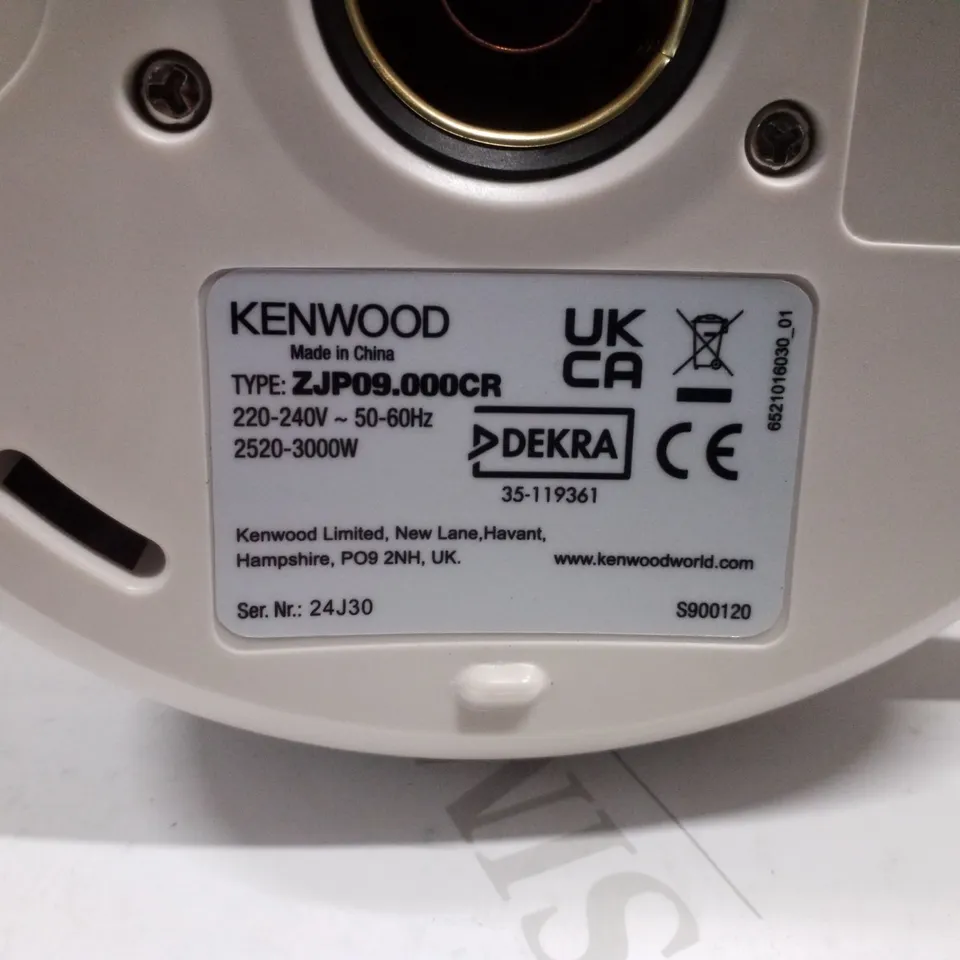 KENWOOD
Made in China
TYPE: ZJP09.000CR
220-240V ~ 50-60Hz
2520-3000W
UK
CA
DEKRA
35-119361
CE
6521016030_01
Kenwood Limited, New Lane,Havant,
Hampshire, PO9 2NH, UK.
www.kenwoodworld.com
Ser. Nr.: 24J30
S900120